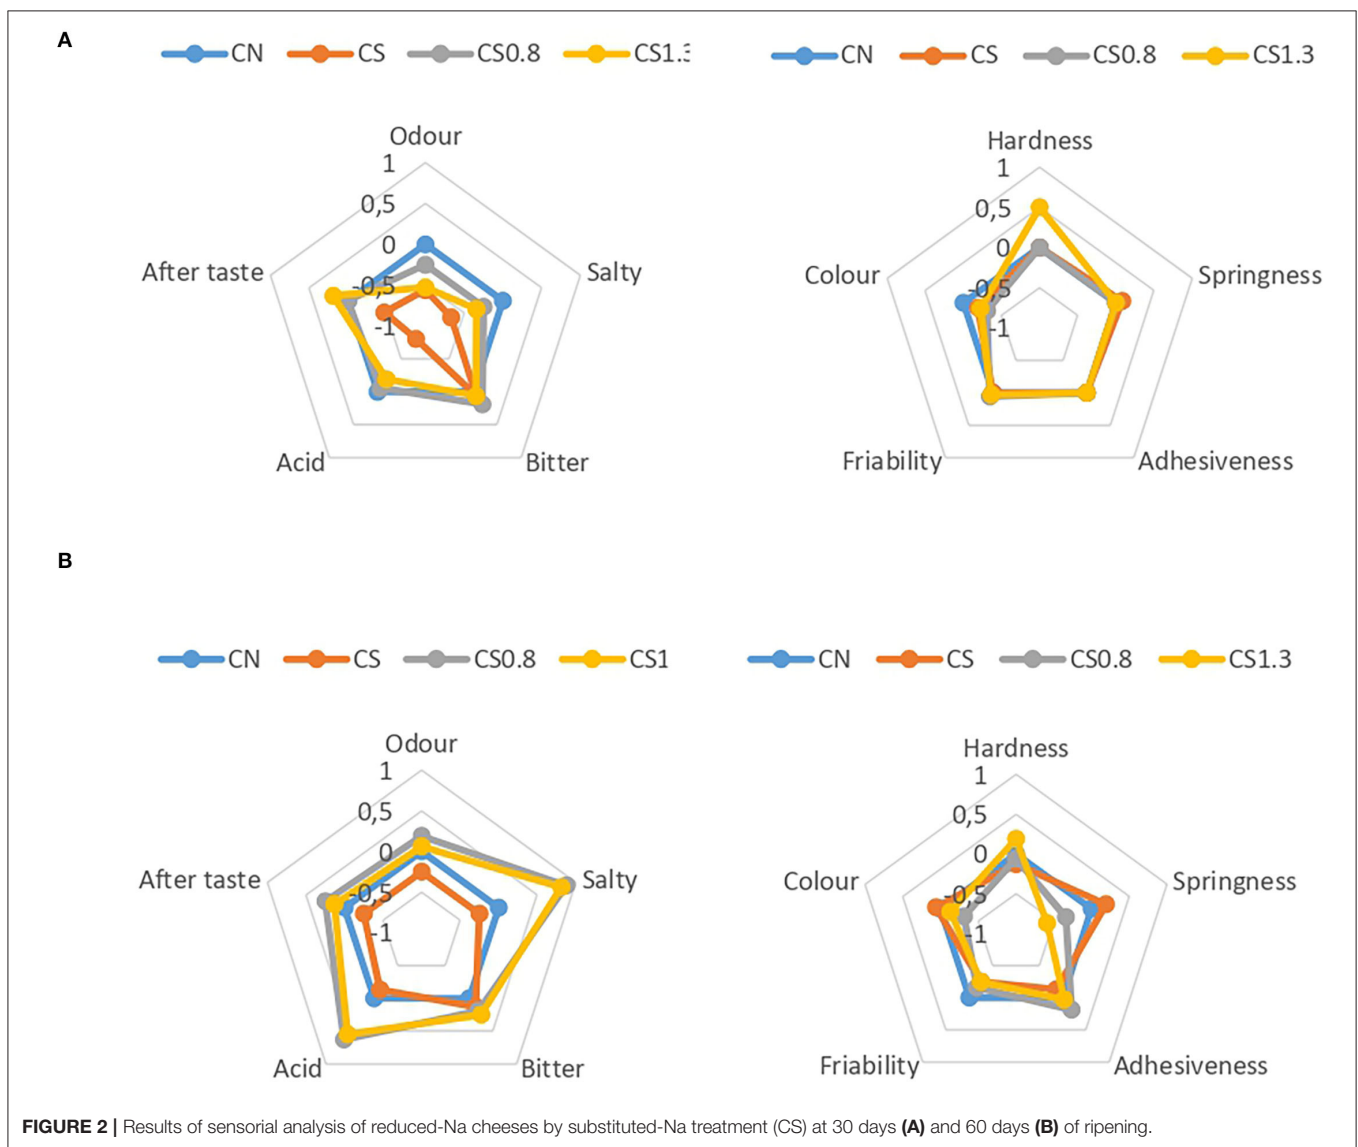 A
CN CS CS0.8 CS1.3
CN CS CS0.8 CS1.3
Odour
1
0,5
0
-0,5
-1
Salty
Bitter
Acid
After taste
Hardness
1
0,5
0
-0,5
-1
Springness
Adhesiveness
Friability
Colour
B
CN CS CS0.8 CS1
CN CS CS0.8 CS1.3
Odour
1
0,5
0
-0,5
-1
Salty
Bitter
Acid
After taste
Hardness
1
0,5
0
-0,5
-1
Springness
Adhesiveness
Friability
Colour
FIGURE 2 | Results of sensorial analysis of reduced-Na cheeses by substituted-Na treatment (CS) at 30 days (A) and 60 days (B) of ripening.